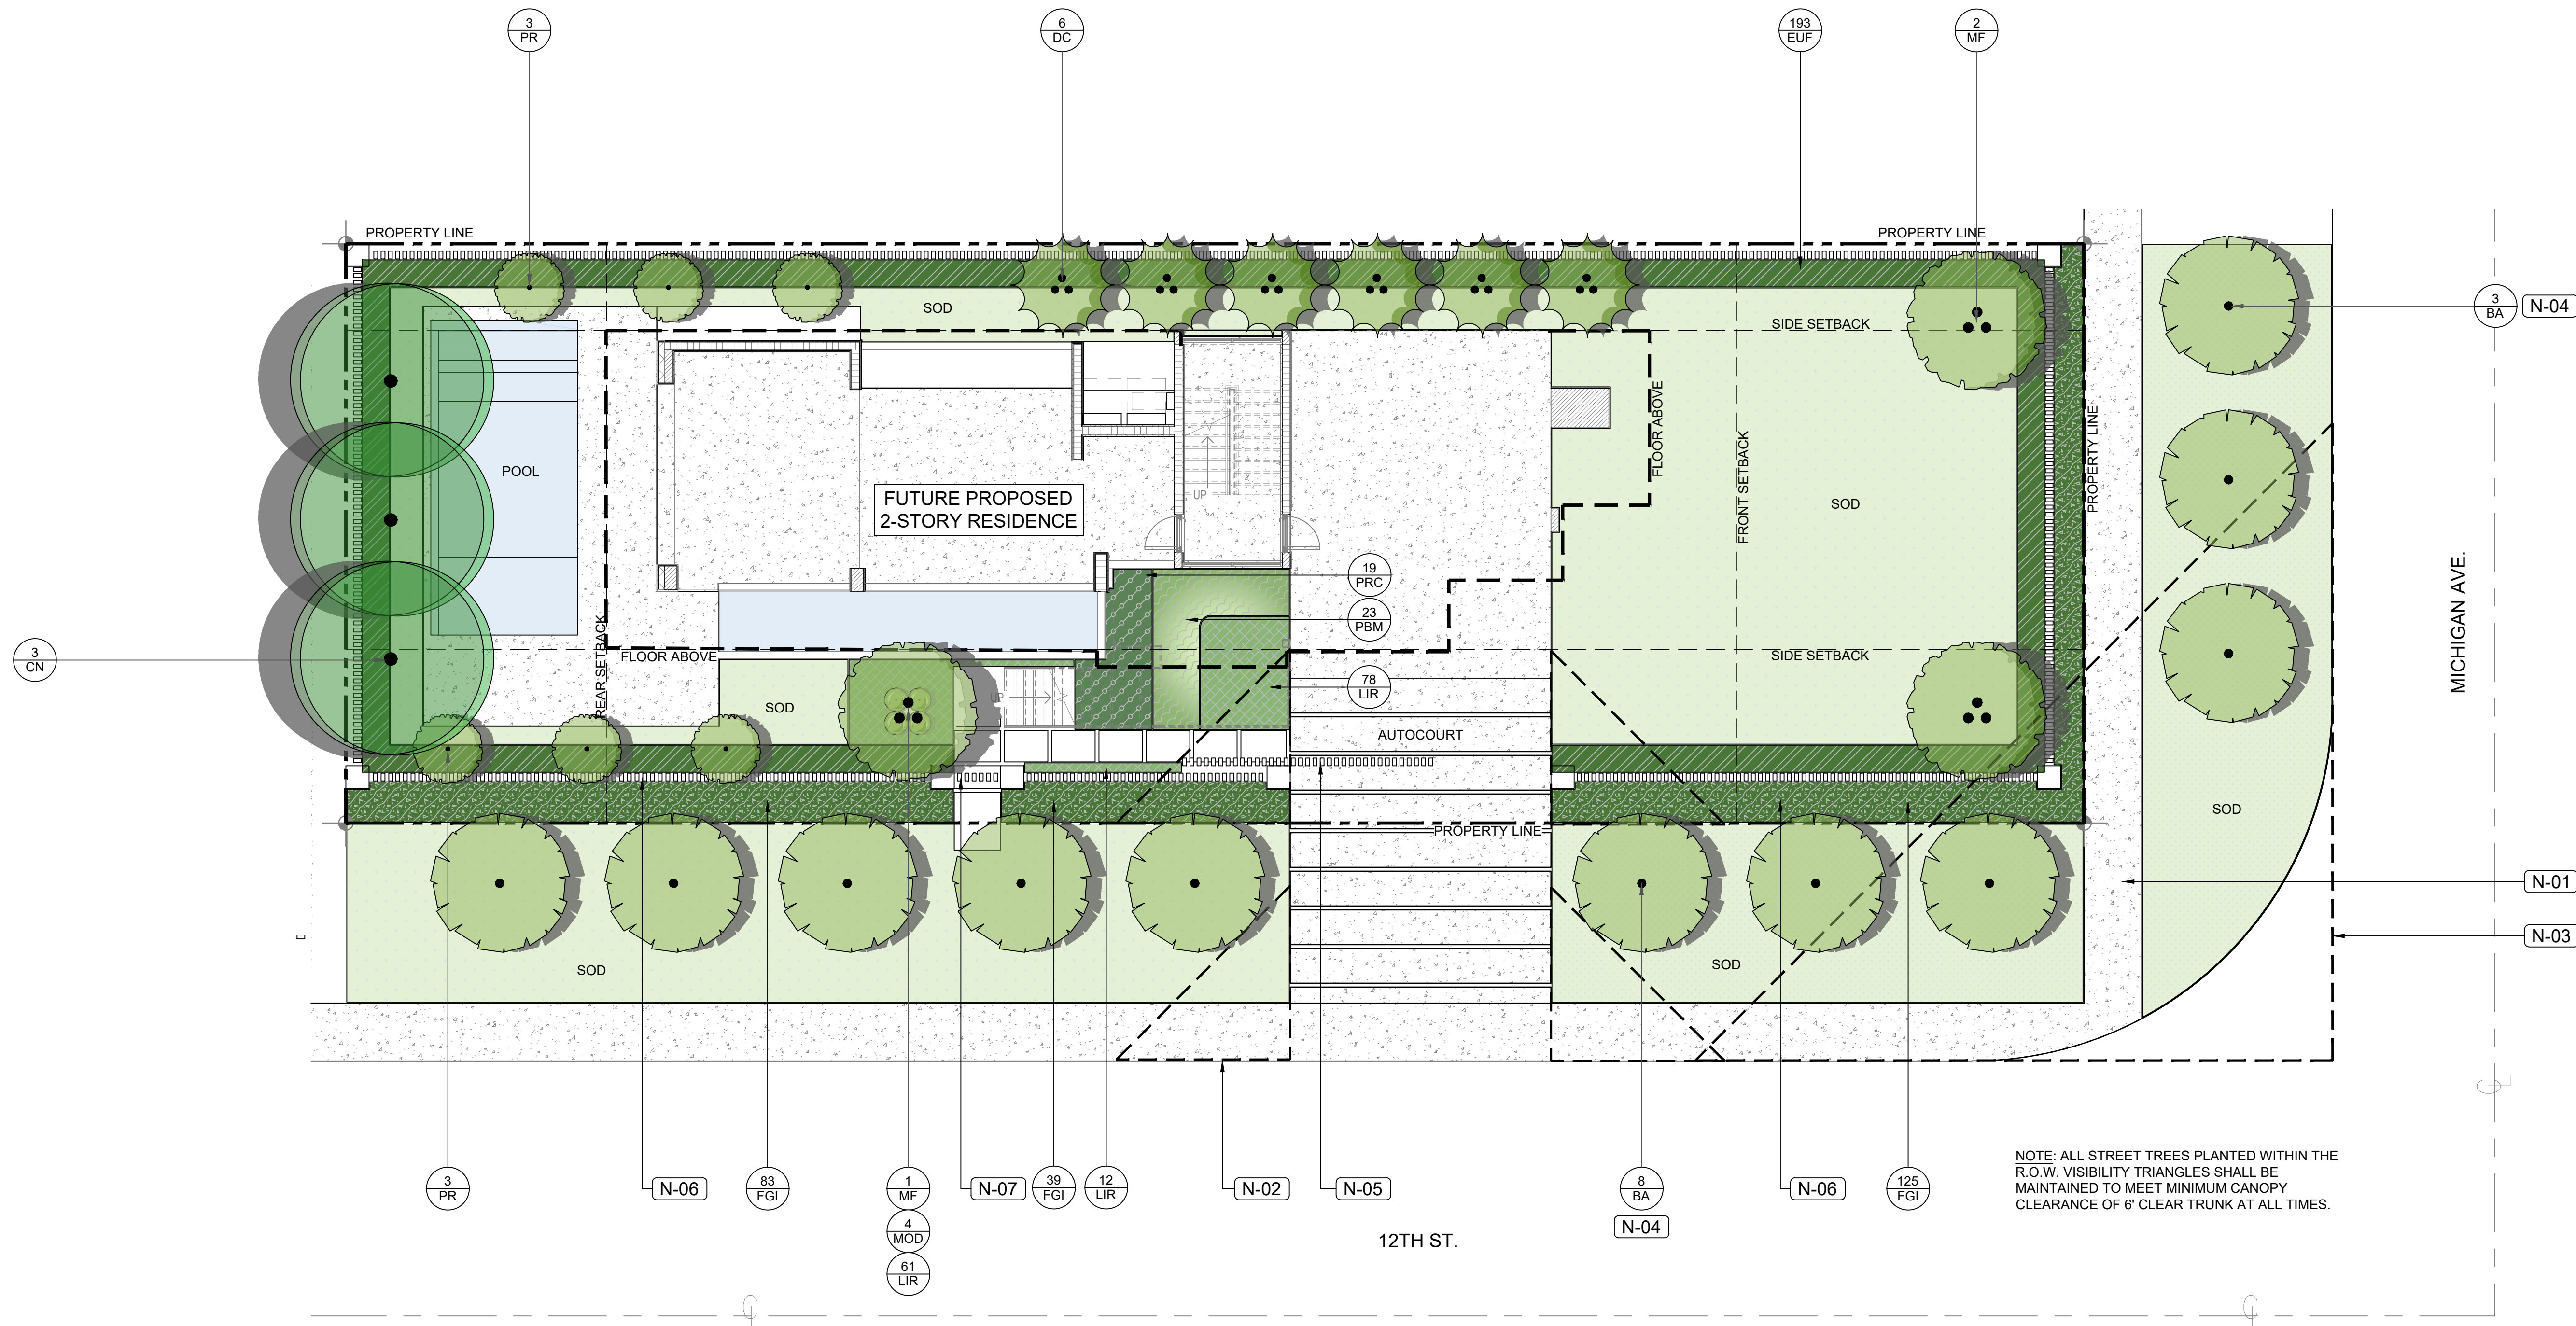 3
PR
6
DC
193
EUF
2
MF
PROPERTY LINE
PROPERTY LINE
3
BA
N-04
SOD
SIDE SETBACK
FLOOR ABOVE
FRONT SETBACK
PROPERTY LINE
POOL
UP
FUTURE PROPOSED
2-STORY RESIDENCE
SOD
MICHIGAN AVE.
19
PRC
23
PBM
3
CN
REAR SETBACK
FLOOR ABOVE
SIDE SETBACK
78
LIR
UP
SOD
AUTOCOURT
SOD
PROPERTY LINE
N-01
N-03
SOD
SOD
3
PR
N-06
83
FGI
1
MF
4
MOD
61
LIR
N-07
39
FGI
12
LIR
N-02
N-05
8
BA
N-04
N-06
125
FGI
NOTE: ALL STREET TREES PLANTED WITHIN THE
R.O.W. VISIBILITY TRIANGLES SHALL BE
MAINTAINED TO MEET MINIMUM CANOPY
CLEARANCE OF 6' CLEAR TRUNK AT ALL TIMES.
12TH ST.